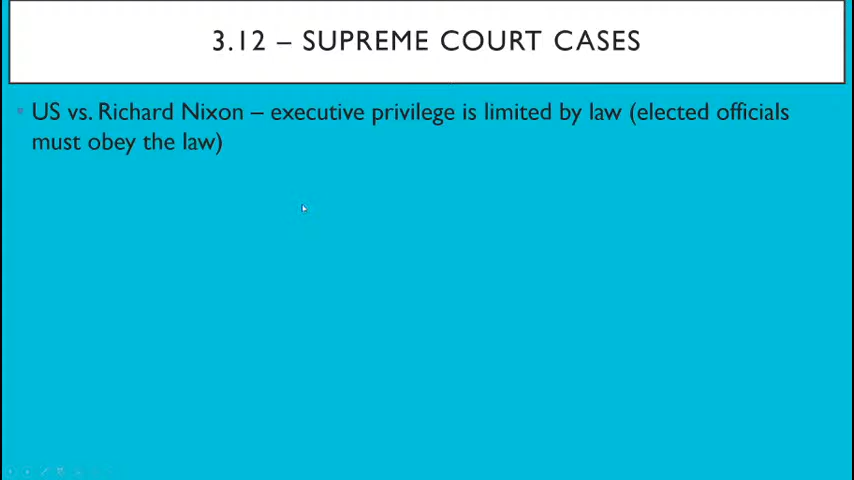 3.12 – SUPREME COURT CASES
US vs. Richard Nixon – executive privilege is limited by law (elected officials
must obey the law)